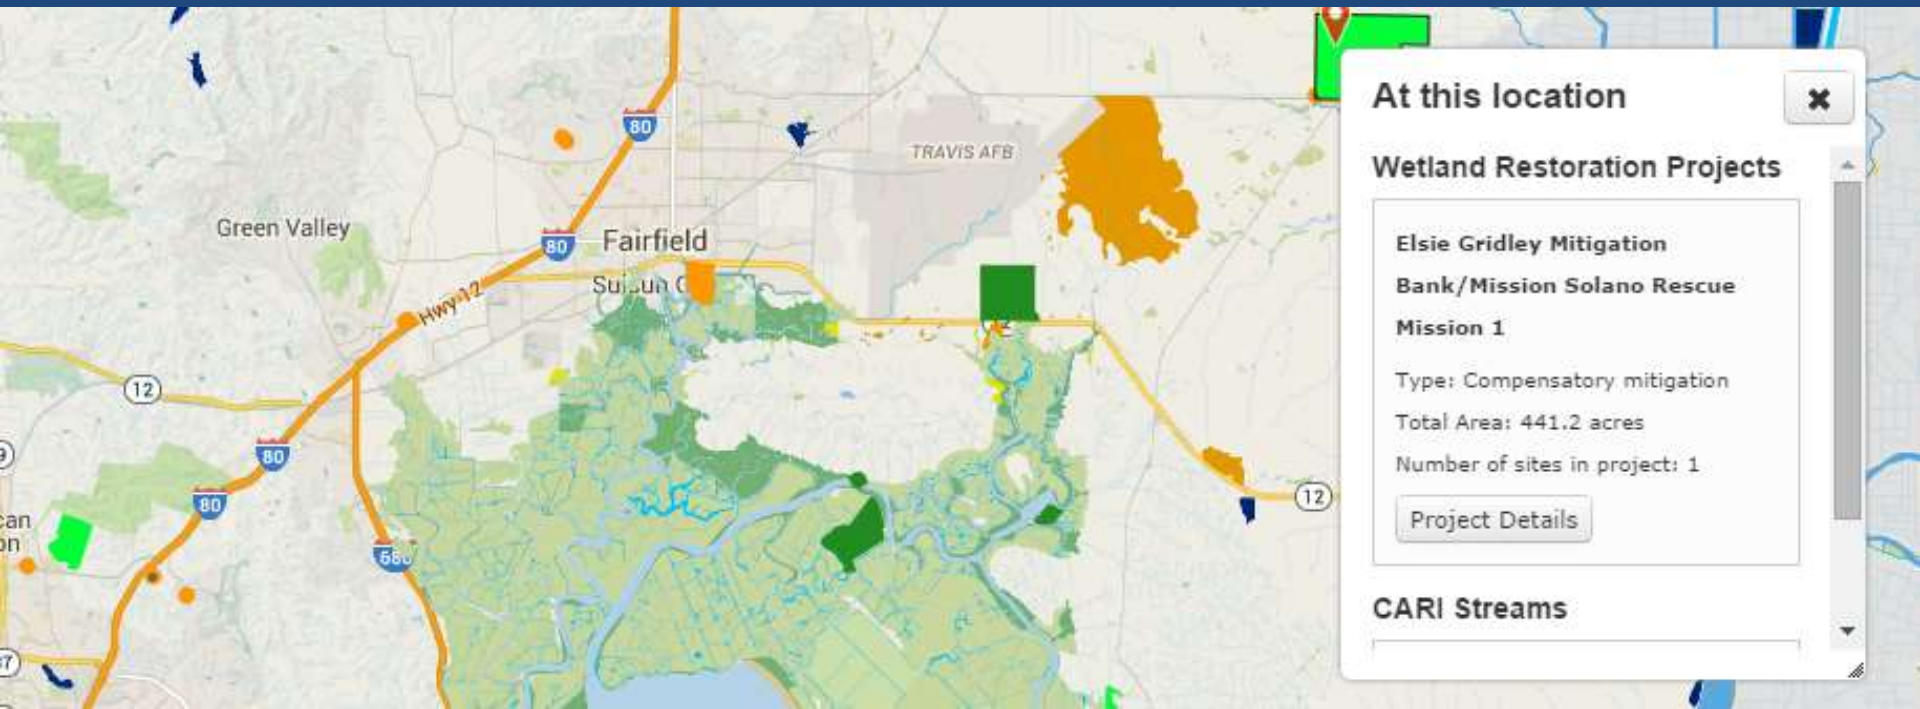 80
TRAVIS AFB
At this location
Wetland Restoration Projects
Green Valley
80
Fairfield
Elsie Gridley Mitigation
Bank/Mission Solano Rescue
Mission 1
Hwy 12
Type: Compensatory mitigation
12
Total Area: 441.2 acres
80
Number of sites in project: 1
80
12
Project Details
680
CARI Streams